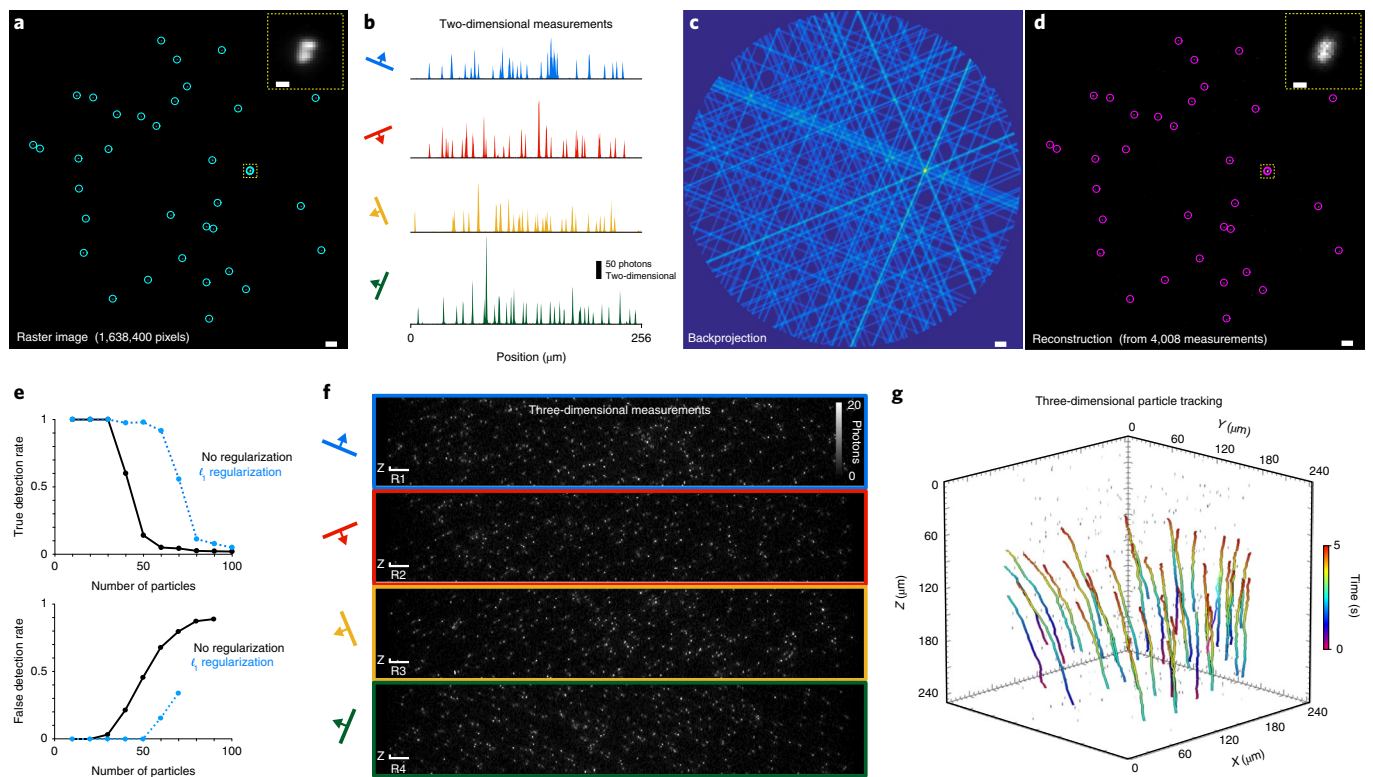 a
Raster image (1,638,400 pixels)
b
Two-dimensional measurements
50 photons
Two-dimensional
0
256
Position (μm)
c
Backprojection
d
Reconstruction (from 4,008 measurements)
e
True detection rate
1
0.5
0
No regularization
ℓ1 regularization
0
50
100
Number of particles
False detection rate
1
0.5
0
No regularization
ℓ1 regularization
0
50
100
Number of particles
f
Three-dimensional measurements
20
Photons
0
Z
R1
Z
R2
Z
R3
Z
R4
g
Three-dimensional particle tracking
0
Y (μm)
60
120
180
240
0
60
120
180
240
Z (μm)
5
Time (s)
0
240
180
120
X (μm)
60
0